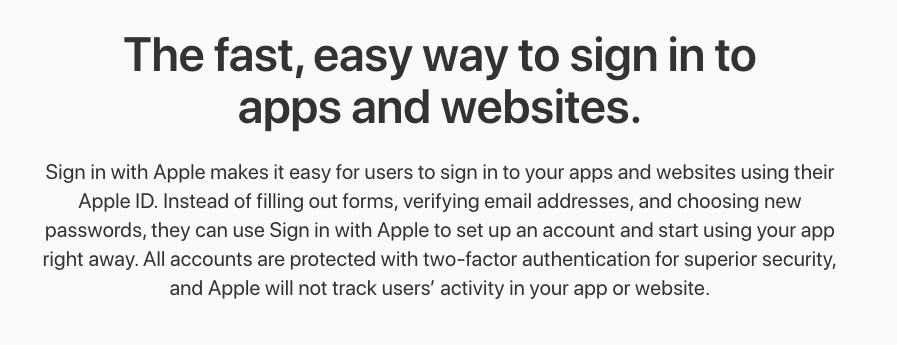 The fast, easy way to sign in to
apps and websites.
Sign in with Apple makes it easy for users to sign in to your apps and websites using their
Apple ID. Instead of filling out forms, verifying email addresses, and choosing new
passwords, they can use Sign in with Apple to set up an account and start using your app
right away. All accounts are protected with two-factor authentication for superior security,
and Apple will not track users’ activity in your app or website.